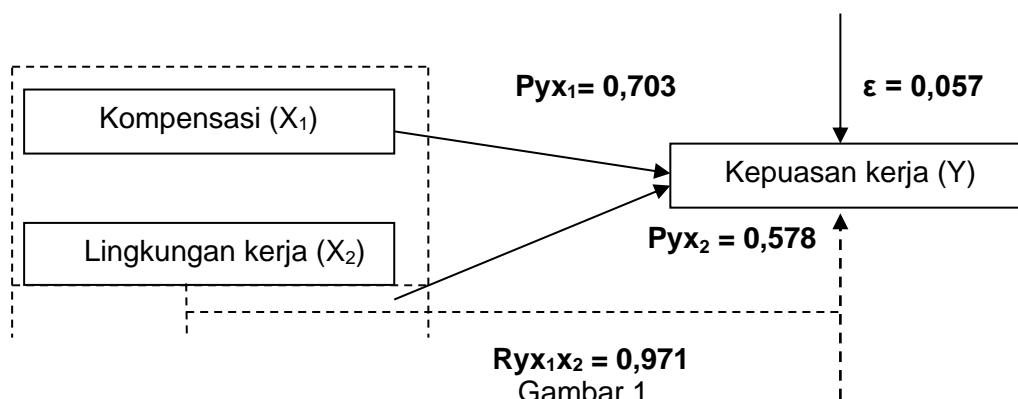 Pyx₁= 0,703
ε = 0,057
Kompensasi (X₁)
Kepuasan kerja (Y)
Lingkungan kerja (X₂)
Pyx₂ = 0,578
Ryx₁x₂ = 0,971
Gambar 1